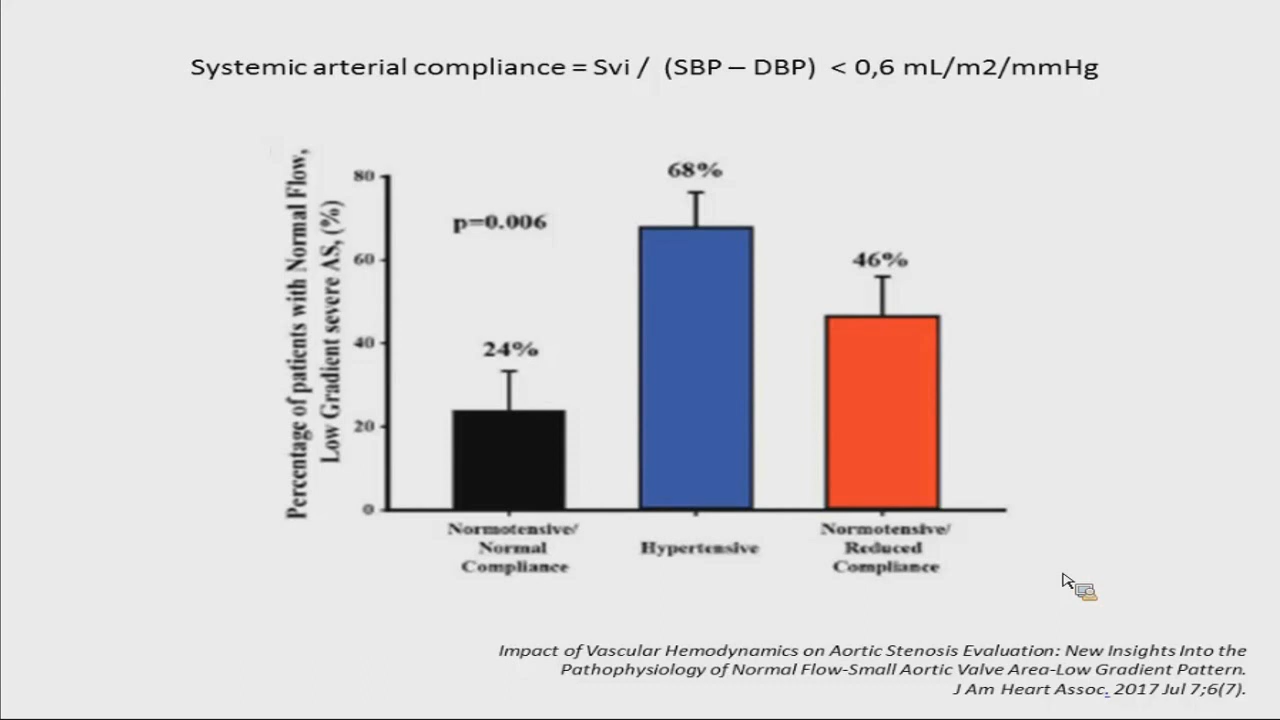 Systemic arterial compliance = Svi / (SBP – DBP) < 0,6 mL/m2/mmHg
Percentage of patients with Normal Flow,
Low Gradient severe AS, (%)
80
60
40
20
0
p=0.006
24%
68%
46%
Normotensive/
Normal
Compliance
Hypertensive
Normotensive/
Reduced
Compliance
Impact of Vascular Hemodynamics on Aortic Stenosis Evaluation: New Insights Into the
Pathophysiology of Normal Flow-Small Aortic Valve Area-Low Gradient Pattern.
J Am Heart Assoc. 2017 Jul 7;6(7).